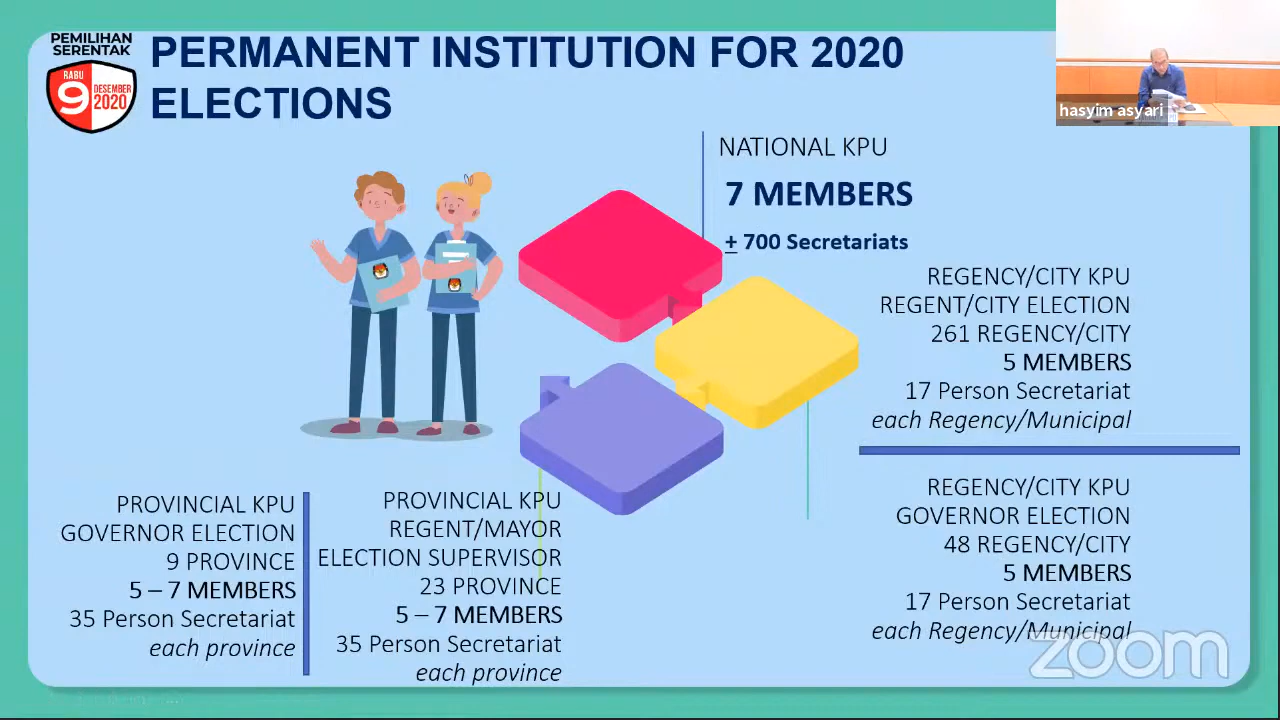 PEMILIHAN
SERENTAK
RABU
9
DESEMBER
2020
PERMANENT INSTITUTION FOR 2020
ELECTIONS
hasyim asyari
NATIONAL KPU
7 MEMBERS
± 700 Secretariats
REGENCY/CITY KPU
REGENT/CITY ELECTION
261 REGENCY/CITY
5 MEMBERS
17 Person Secretariat
each Regency/Municipal
REGENCY/CITY KPU
GOVERNOR ELECTION
48 REGENCY/CITY
5 MEMBERS
17 Person Secretariat
each Regency/Municipal
PROVINCIAL KPU
GOVERNOR ELECTION
9 PROVINCE
5 – 7 MEMBERS
35 Person Secretariat
each province
PROVINCIAL KPU
REGENT/MAYOR
ELECTION SUPERVISOR
23 PROVINCE
5 – 7 MEMBERS
35 Person Secretariat
each province
zoom